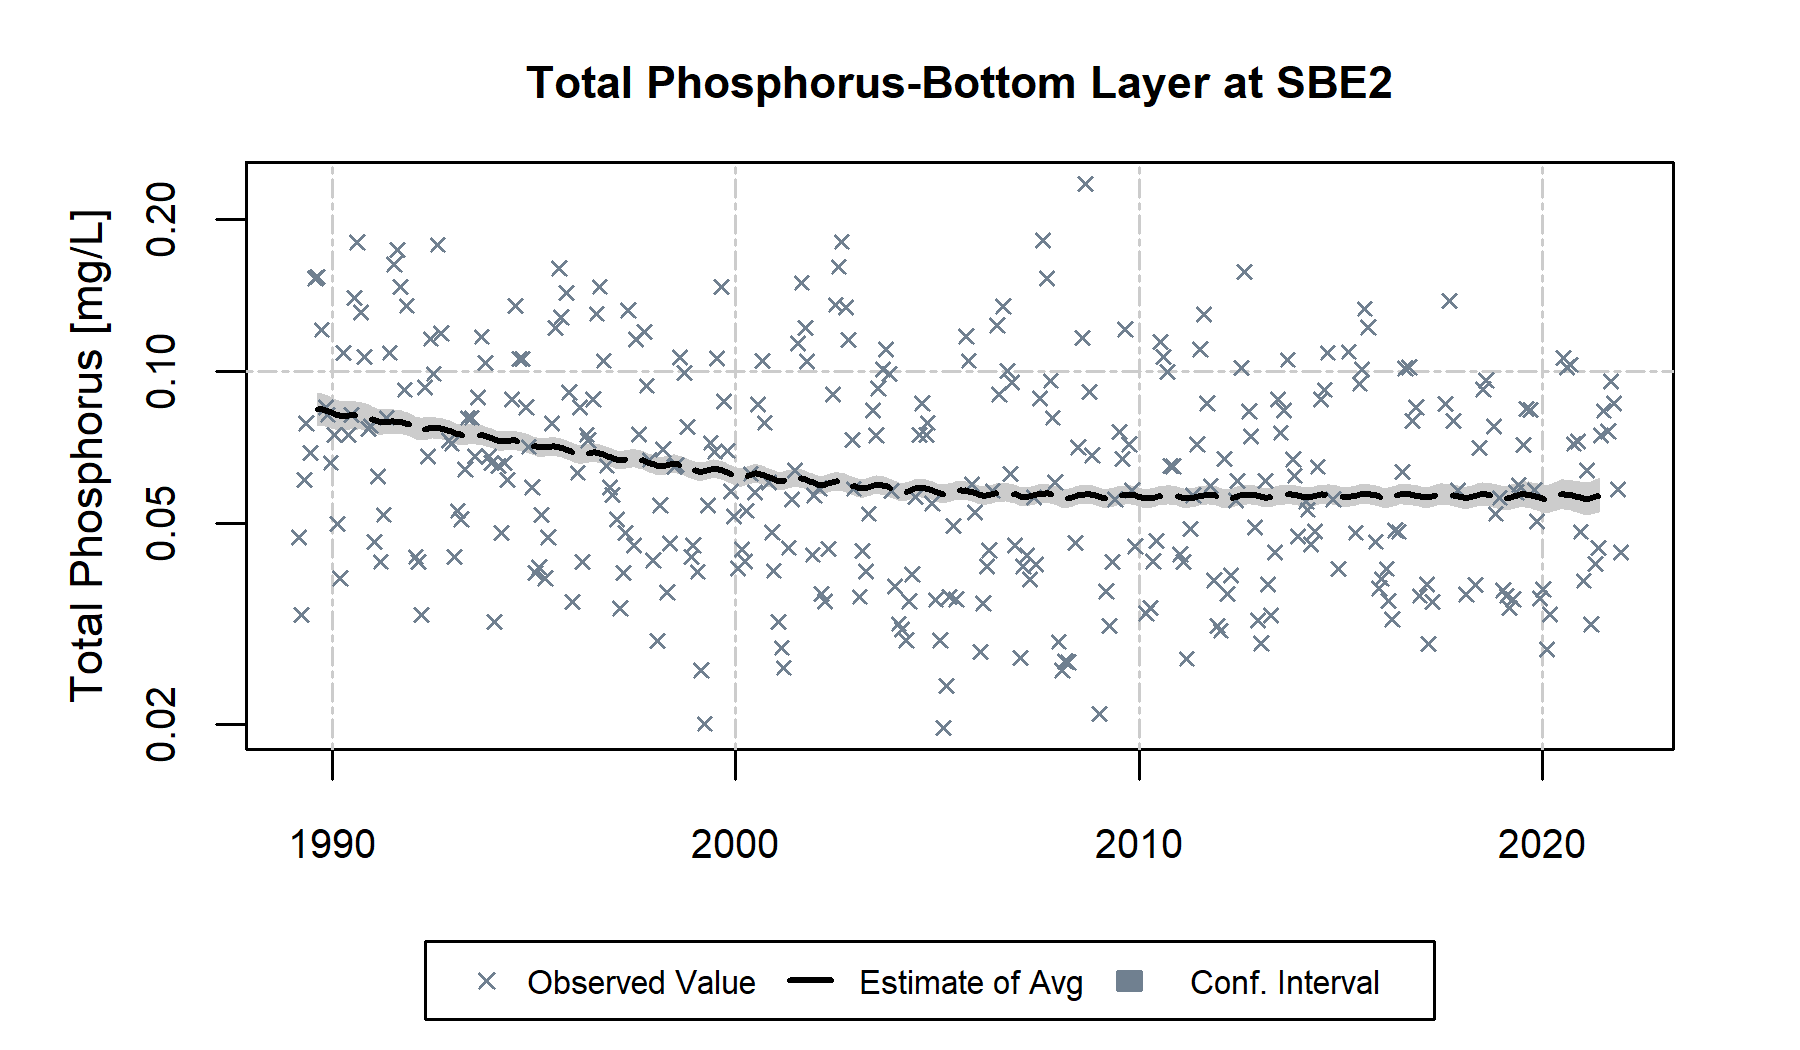 Total Phosphorus-Bottom Layer at SBE2
Total Phosphorus [mg/L]
0.20
0.10
0.05
0.02
1990 2000 2010 2020
Observed Value Estimate of Avg Conf. Interval